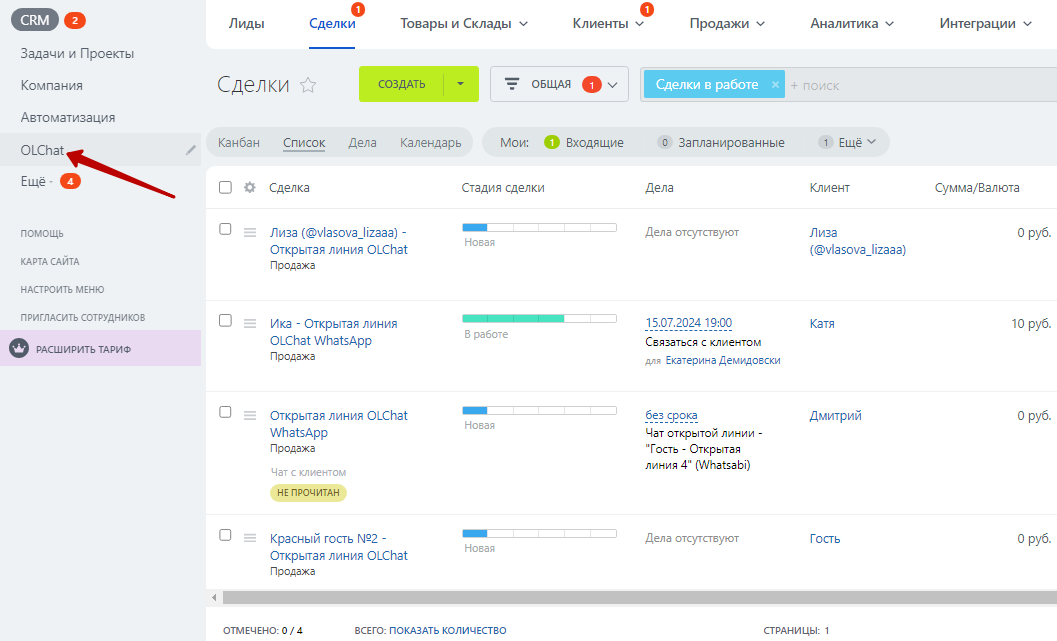 CRM 2
Задачи и Проекты
Компания
Автоматизация
OLChat
Ещё - 4
ПОМОЩЬ
КАРТА САЙТА
НАСТРОИТЬ МЕНЮ
ПРИГЛАСИТЬ СОТРУДНИКОВ
РАСШИРИТЬ ТАРИФ
Лиды Сделки 1 Товары и Склады Клиенты 1 Продажи Аналитика Интеграции
Сделки СОЗДАТЬ ОБЩАЯ 1 Сделки в работе × + поиск
Канбан Список Дела Календарь Мои: 1 Входящие 0 Запланированные 1 Ещё
Сделка Стадия сделки Дела Клиент Сумма/Валюта
Лиза (@vlasova_lizaaa) - Дела отсутствуют Лиза 0 руб.
Открытая линия OLChat Новая (@vlasova_lizaaa)
Продажа
Ика - Открытая линия 15.07.2024 19:00 Катя 10 руб.
OLChat WhatsApp В работе Связаться с клиентом
Продажа для Екатерина Демидовски
Открытая линия OLChat без срока Дмитрий 0 руб.
WhatsApp Новая Чат открытой линии -
Продажа "Гость - Открытая
линия 4" (Whatsabi)
Чат с клиентом
НЕ ПРОЧИТАН
Красный гость №2 - Дела отсутствуют Гость 0 руб.
Открытая линия OLChat Новая
Продажа
ОТМЕЧЕНО: 0 / 4 ВСЕГО: ПОКАЗАТЬ КОЛИЧЕСТВО СТРАНИЦЫ: 1